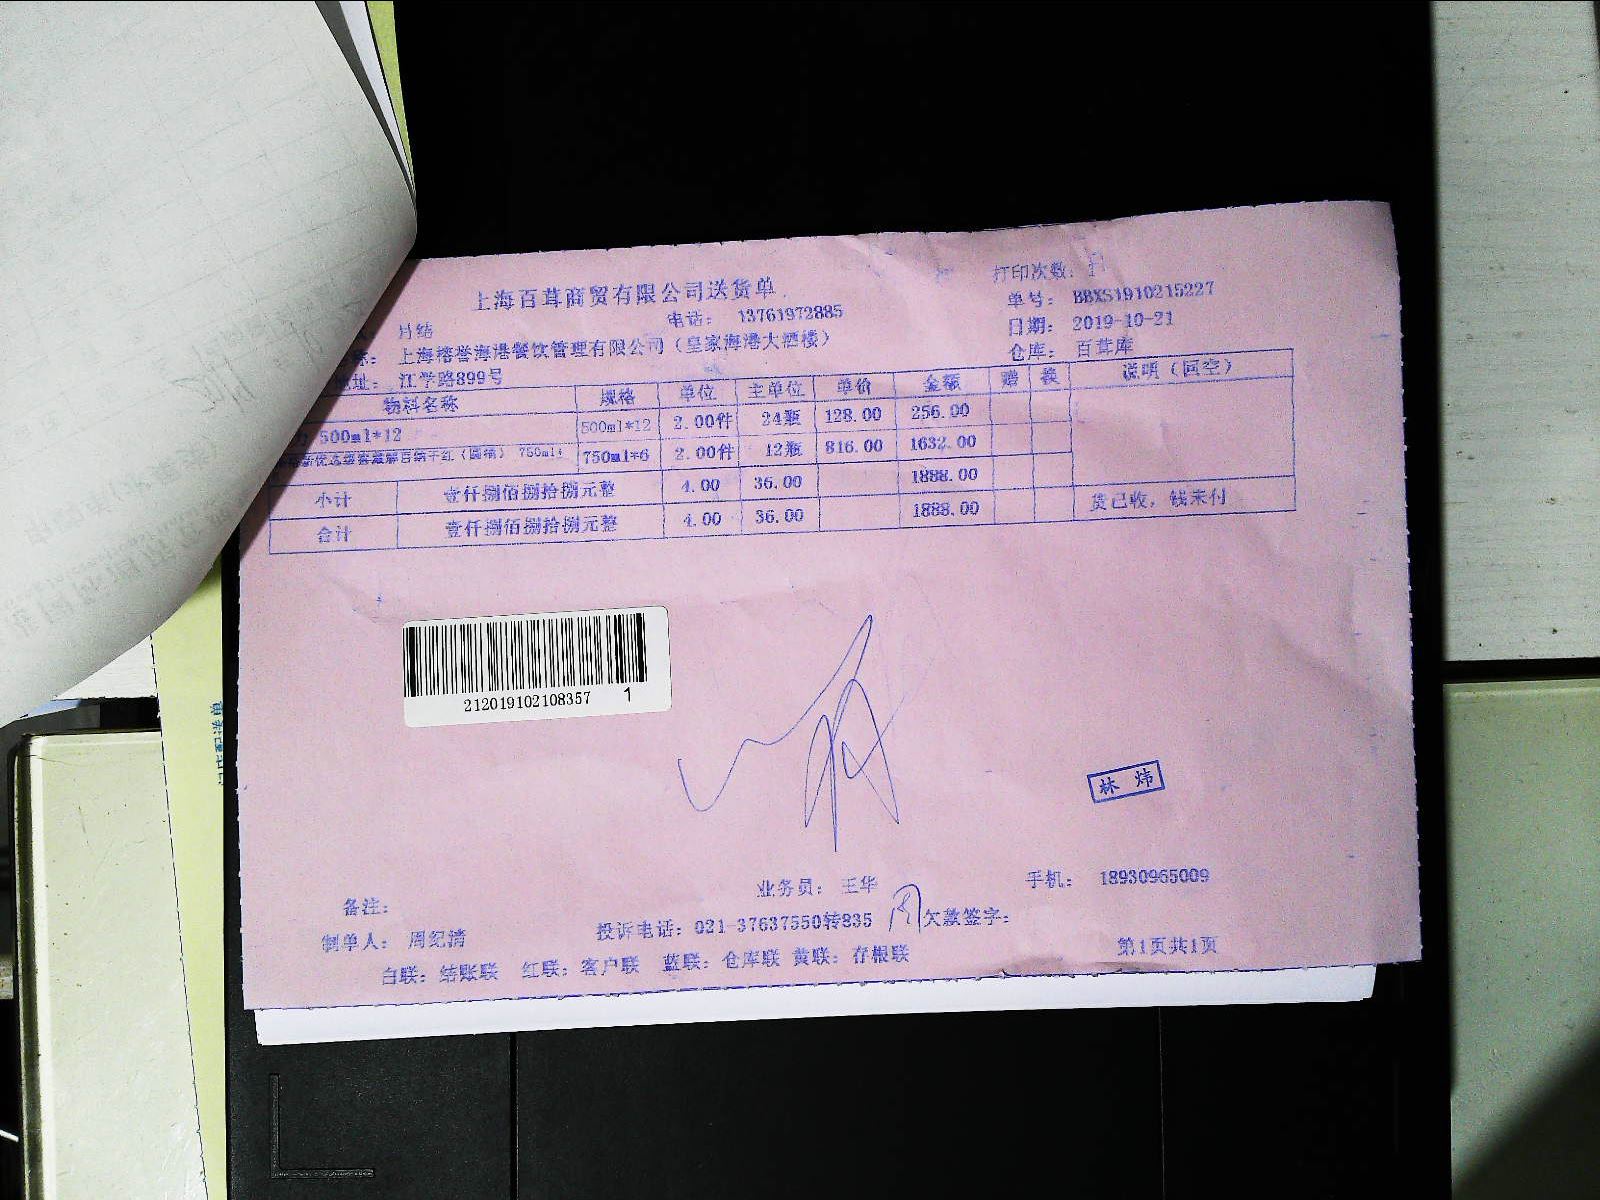 上海百茸商贸有限公司送货单
打印次数:
月结
电话: 13761972885
单号: BBXS1910215227
上海榕誉海港餐饮管理有限公司(皇家海港大酒楼)
日期: 2019-10-21
地址: 江学路899号
仓库: 百茸库
物料名称 规格 单位 主单位 单价 金额 赠 换 说明(回空)
500ml*12 500ml*12 2.00件 24瓶 128.00 256.00
干红(圆桶) 750ml* 750ml*6 2.00件 12瓶 816.00 1632.00
小计 壹仟捌佰捌拾捌元整 4.00 36.00 1888.00
合计 壹仟捌佰捌拾捌元整 4.00 36.00 1888.00 货已收,钱未付
212019102108357 1
林 炜
业务员: 王华 手机: 18930965009
备注:
投诉电话: 021-37637550转835 周 欠款签字:
制单人: 周纪清
第1页共1页
白联: 结账联 红联: 客户联 蓝联: 仓库联 黄联: 存根联